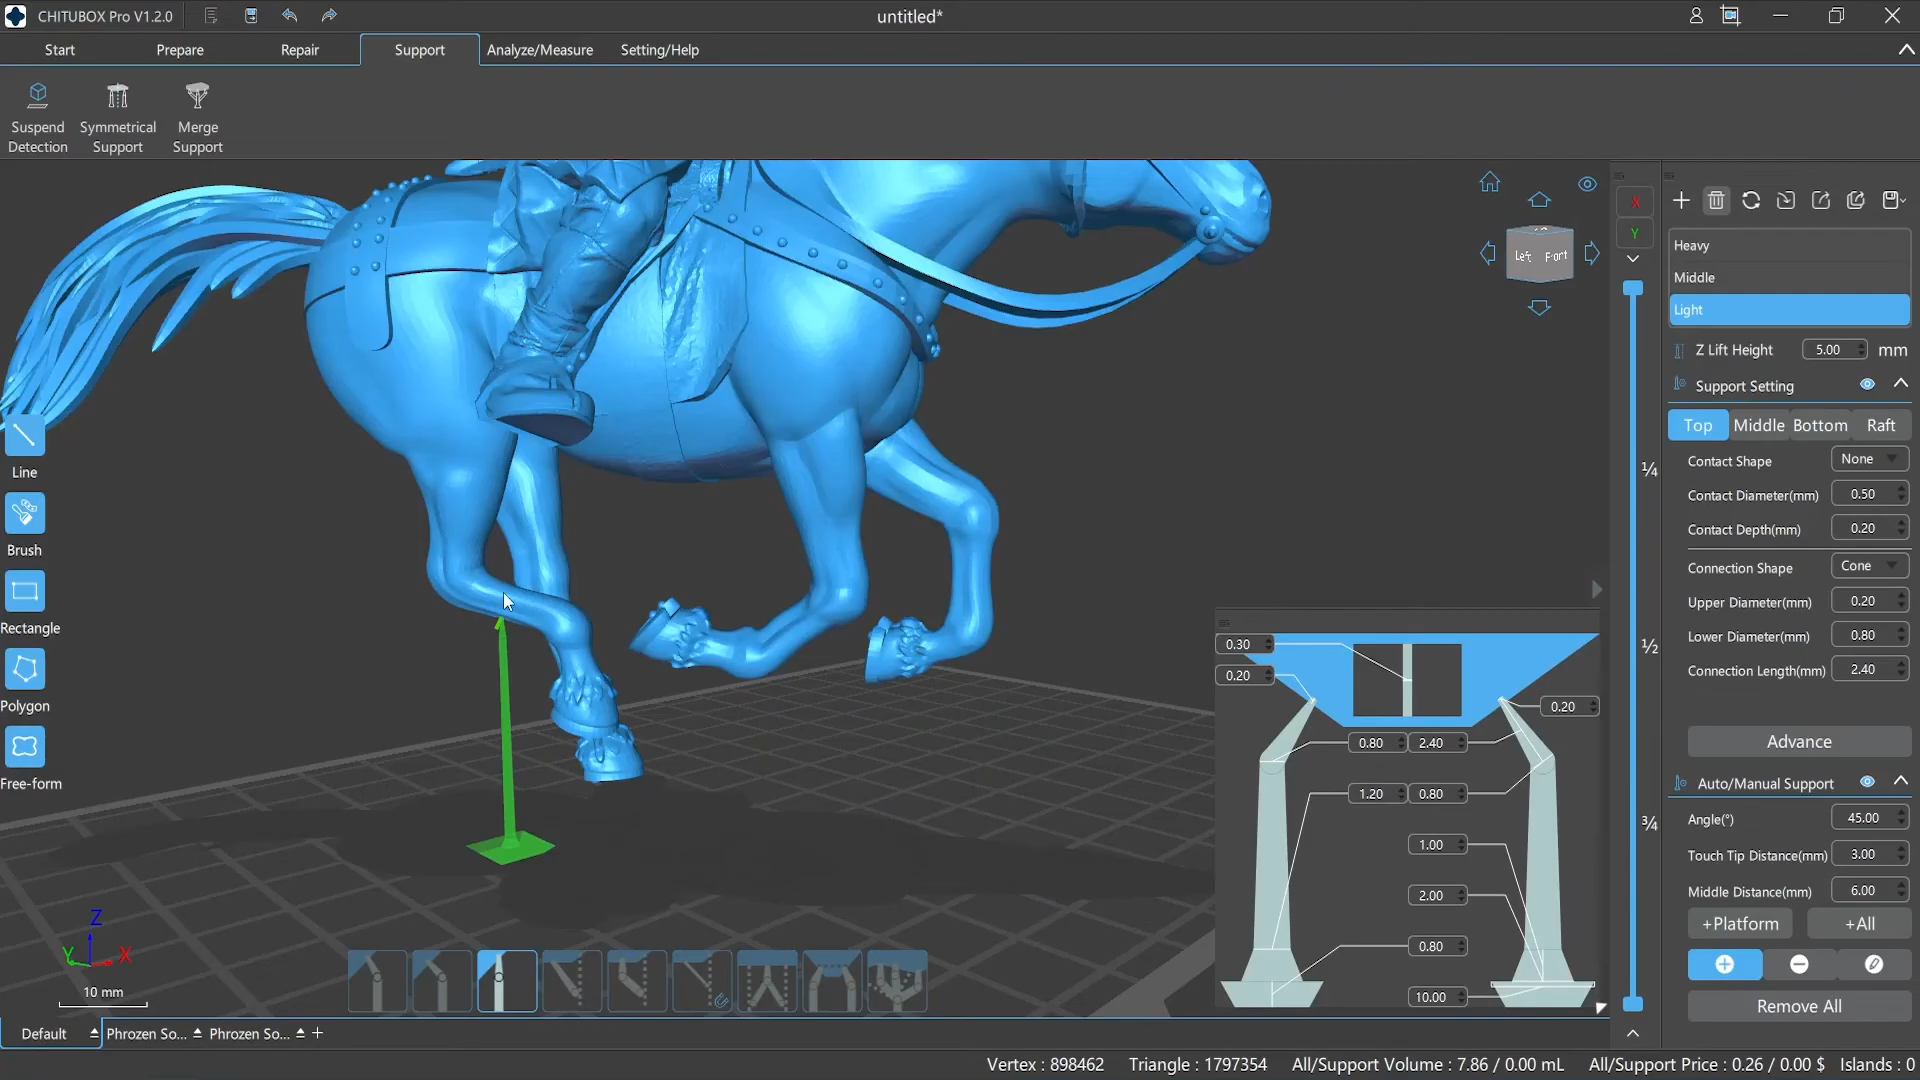 CHITUBOX Pro V1.2.0
untitled*
Start
Prepare
Repair
Support
Analyze/Measure
Setting/Help
Suspend
Detection
Symmetrical
Support
Merge
Support
Line
Brush
Rectangle
Polygon
Free-form
Left
Front
X
Y
1/4
1/2
3/4
Heavy
Middle
Light
Z Lift Height 5.00 mm
Support Setting
Top Middle Bottom Raft
Contact Shape None
Contact Diameter(mm) 0.50
Contact Depth(mm) 0.20
Connection Shape Cone
Upper Diameter(mm) 0.20
Lower Diameter(mm) 0.80
Connection Length(mm) 2.40
Advance
Auto/Manual Support
Angle(°) 45.00
Touch Tip Distance(mm) 3.00
Middle Distance(mm) 6.00
+Platform +All
Remove All
0.30
0.20
0.20
0.80 2.40
1.20 0.80
1.00
2.00
0.80
10.00
Z
Y X
10 mm
Default Phrozen So... Phrozen So... +
Vertex : 898462 Triangle : 1797354 All/Support Volume : 7.86 / 0.00 mL All/Support Price : 0.26 / 0.00 $ Islands : 0